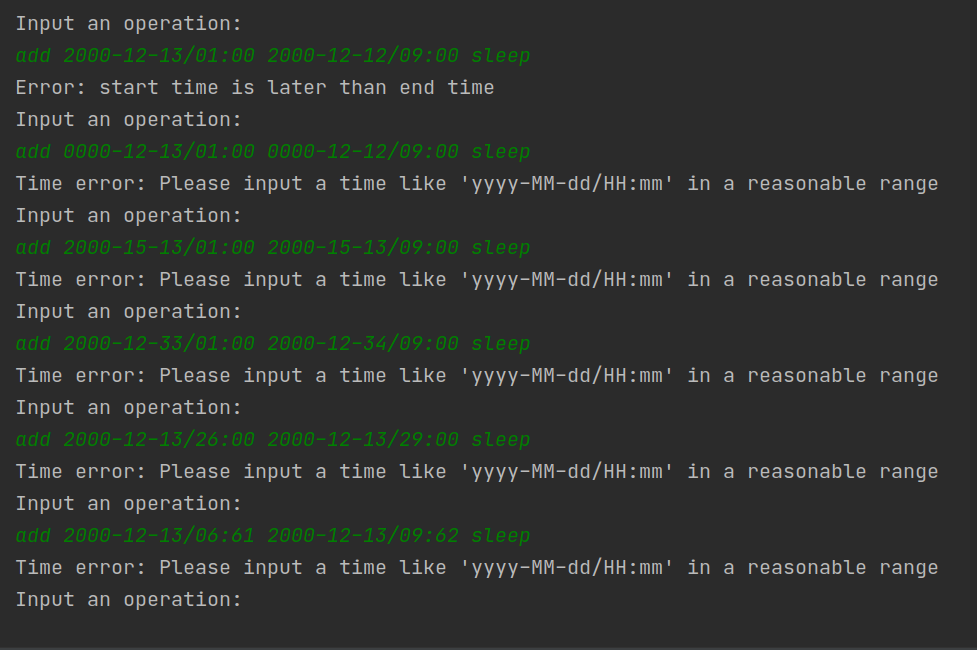 Input an operation:
add 2000-12-13/01:00 2000-12-12/09:00 sleep
Error: start time is later than end time
Input an operation:
add 0000-12-13/01:00 0000-12-12/09:00 sleep
Time error: Please input a time like 'yyyy-MM-dd/HH:mm' in a reasonable range
Input an operation:
add 2000-15-13/01:00 2000-15-13/09:00 sleep
Time error: Please input a time like 'yyyy-MM-dd/HH:mm' in a reasonable range
Input an operation:
add 2000-12-33/01:00 2000-12-34/09:00 sleep
Time error: Please input a time like 'yyyy-MM-dd/HH:mm' in a reasonable range
Input an operation:
add 2000-12-13/26:00 2000-12-13/29:00 sleep
Time error: Please input a time like 'yyyy-MM-dd/HH:mm' in a reasonable range
Input an operation:
add 2000-12-13/06:61 2000-12-13/09:62 sleep
Time error: Please input a time like 'yyyy-MM-dd/HH:mm' in a reasonable range
Input an operation: